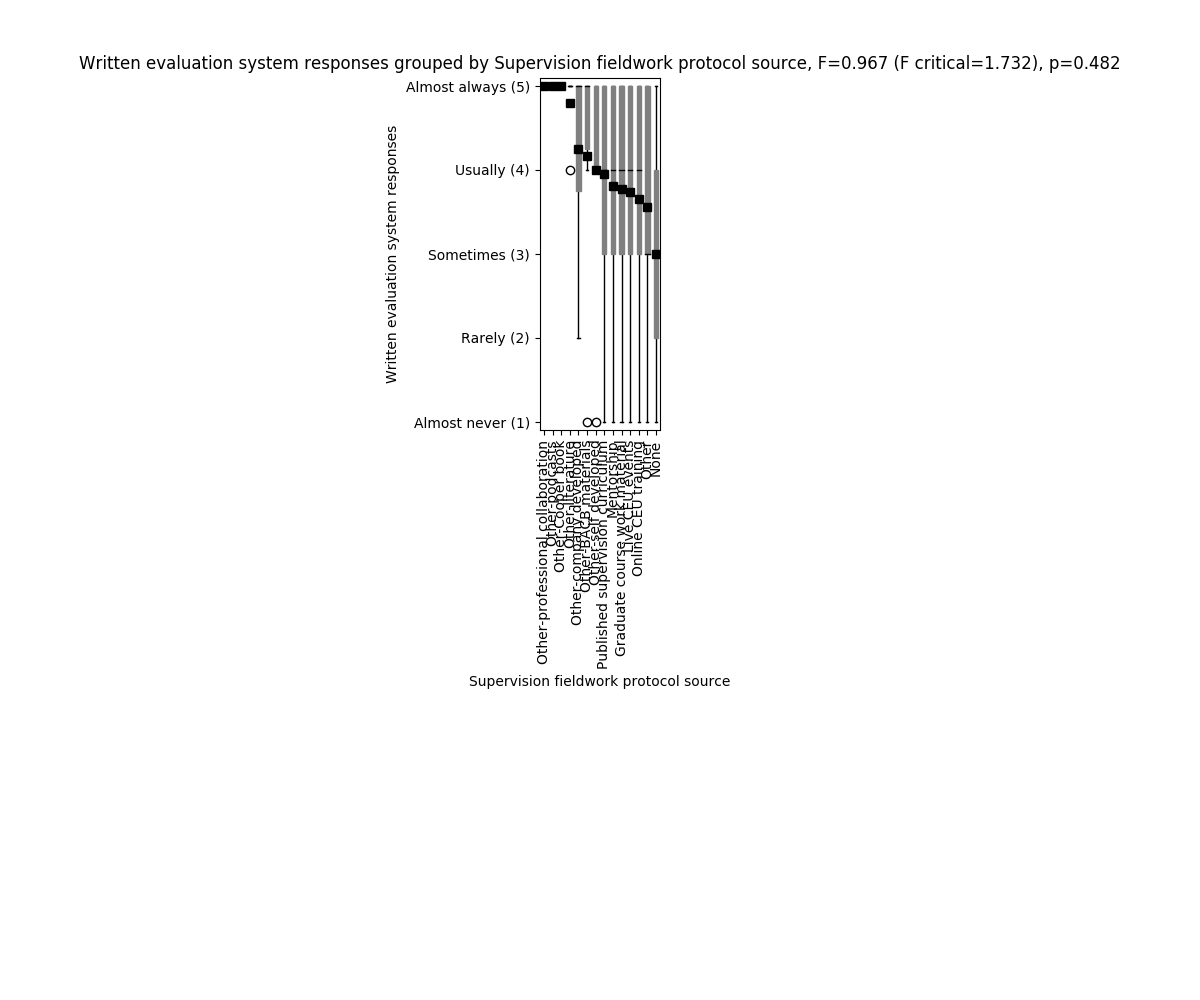 Written evaluation system responses grouped by Supervision fieldwork protocol source, F=0.967 (F critical=1.732), p=0.482
Written evaluation system responses
Almost always (5)
Usually (4)
Sometimes (3)
Rarely (2)
Almost never (1)
Other-professional collaboration
Other-podcasts
Other-Cooper book
Other-literature
Other-company developed
Other-BACB materials
Other-self developed
Published supervision curriculum
Mentorship
Graduate course work material
Live CEU events
Online CEU training
Other
None
Supervision fieldwork protocol source